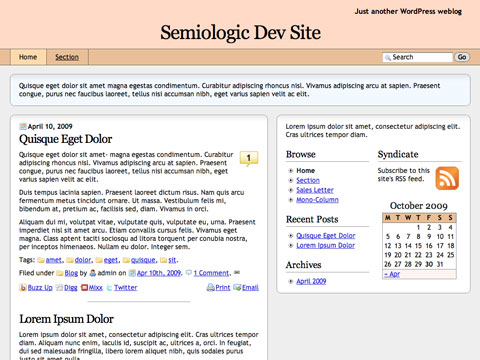 Just another WordPress weblog
Semiologic Dev Site
Home
Section
Search
Go
Quisque eget dolor sit amet magna egestas condimentum. Curabitur adipiscing rhoncus nisl. Vivamus adipiscing arcu at sapien. Praesent
congue, purus nec faucibus laoreet, tellus nisi accumsan nibh, eget varius sapien velit ac elit.
April 10, 2009
Quisque Eget Dolor
1
Quisque eget dolor sit amet- magna egestas condimentum. Curabitur
adipiscing rhoncus nisl. Vivamus adipiscing arcu at sapien. Praesent
congue, purus nec faucibus laoreet, tellus nisi accumsan nibh, eget
varius sapien velit ac elit.
Duis tempus lacinia sapien. Praesent laoreet dictum risus. Nam quis arcu
fermentum metus tincidunt ornare. Ut massa. Vestibulum felis mi,
bibendum at, pretium ac, facilisis sed, diam. Vivamus in orci.
Aliquam dui mi, volutpat vitae, vulputate quis, vulputate eu, urna. Praesent
imperdiet nisi sit amet arcu. Etiam convallis cursus felis. Vivamus eget
magna. Class aptent taciti sociosqu ad litora torquent per conubia nostra,
per inceptos himenaeos. Nullam eu dolor. Integer sem.
Tags: amet, dolor, eget, quisque, sit.
Filed under Blog by admin on Apr 10th, 2009. 1 Comment.
Buzz Up Digg Mixx Twitter Print Email
Lorem Ipsum Dolor
Lorem ipsum dolor sit amet, consectetur adipiscing elit. Curabitur
aliquam nunc enim, iaculis id, suscipit ac, ultrices a, orci. In feugiat,
dui sed malesuada fringilla, libero lorem aliquet nibh, quis sodales purus
Lorem ipsum dolor sit amet, consectetur adipiscing elit.
Cras ultrices tempor diam.
Browse
Home
Section
Sales Letter
Mono-Column
Recent Posts
Quisque Eget Dolor
Lorem Ipsum Dolor
Archives
April 2009
Syndicate
Subscribe to this
site's RSS feed.
October 2009
M T W T F S S
1 2 3 4
5 6 7 8 9 10 11
12 13 14 15 16 17 18
19 20 21 22 23 24 25
26 27 28 29 30 31
« Apr